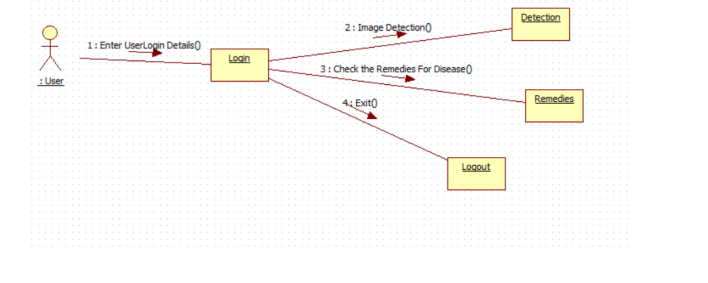 Detection
2 : Image Detection()
1 : Enter UserLogin Details()
Login
3 : Check the Remedies For Disease()
: User
Remedies
4 : Exit()
Logout